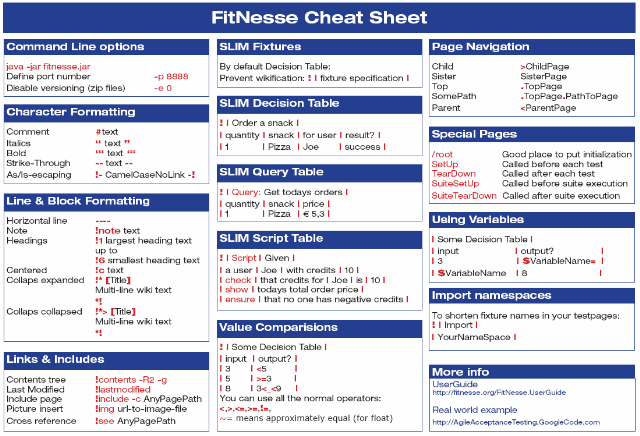 FitNesse Cheat Sheet
Command Line options
java -jar fitnesse.jar
Define port number -p 8888
Disable versioning (zip files) -e 0
Character Formatting
Comment #text
Italics “ text ”
Bold “‘ text “‘
Strike-Through -- text --
As/Is-escaping !- CamelCaseNoLink -!
Line & Block Formatting
Horizontal line ----
Note !note text
Headings !1 largest heading text
up to
!6 smallest heading text
Centered !c text
Collaps expanded !* [Title]
Multi-line wiki text
*!
Collaps collapsed !*> [Title]
Multi-line wiki text
*!
Links & Includes
Contents tree !contents -R2 -g
Last Modified !lastmodified
Include page !include -c AnyPagePath
Picture insert !img url-to-image-file
Cross reference !see AnyPagePath
SLIM Fixtures
By default Decision Table:
Prevent wikification: ! | fixture specification |
SLIM Decision Table
! | Order a snack |
| quantity | snack | for user | result? |
| 1 | Pizza | Joe | success |
SLIM Query Table
! | Query: Get todays orders |
| quantity | snack | price |
| 1 | Pizza | € 5,3 |
SLIM Script Table
! | Script | Given |
| a user | Joe | with credits | 10 |
| check | that credits for | Joe | is | 10 |
| show | todays total order price |
| ensure | that no one has negative credits |
Value Comparisions
! | Some Decision Table |
| input | output? |
| 3 | <5
| 5 | >=3
| 8 | 3<_<9
You can use all the normal operators:
<,>,<=,>=,!=,
~= means approximately equal (for float)
Page Navigation
Child >ChildPage
Sister SisterPage
Top .TopPage
SomePath .TopPage.PathToPage
Parent <ParentPage
Special Pages
/root Good place to put initialization
SetUp Called before each test
TearDown Called after each test
SuiteSetUp Called before suite execution
SuiteTearDown Called after suite execution
Using Variables
| Some Decision Table |
| input | output? |
| 3 | $VariableName= |
| $VariableName | 8 |
Import namespaces
To shorten fixture names in your testpages:
! | Import |
| YourNameSpace |
More info
UserGuide
http://fitnesse.org/FitNesse.UserGuide
Real world example
http://AgileAcceptanceTesting.GoogleCode.com